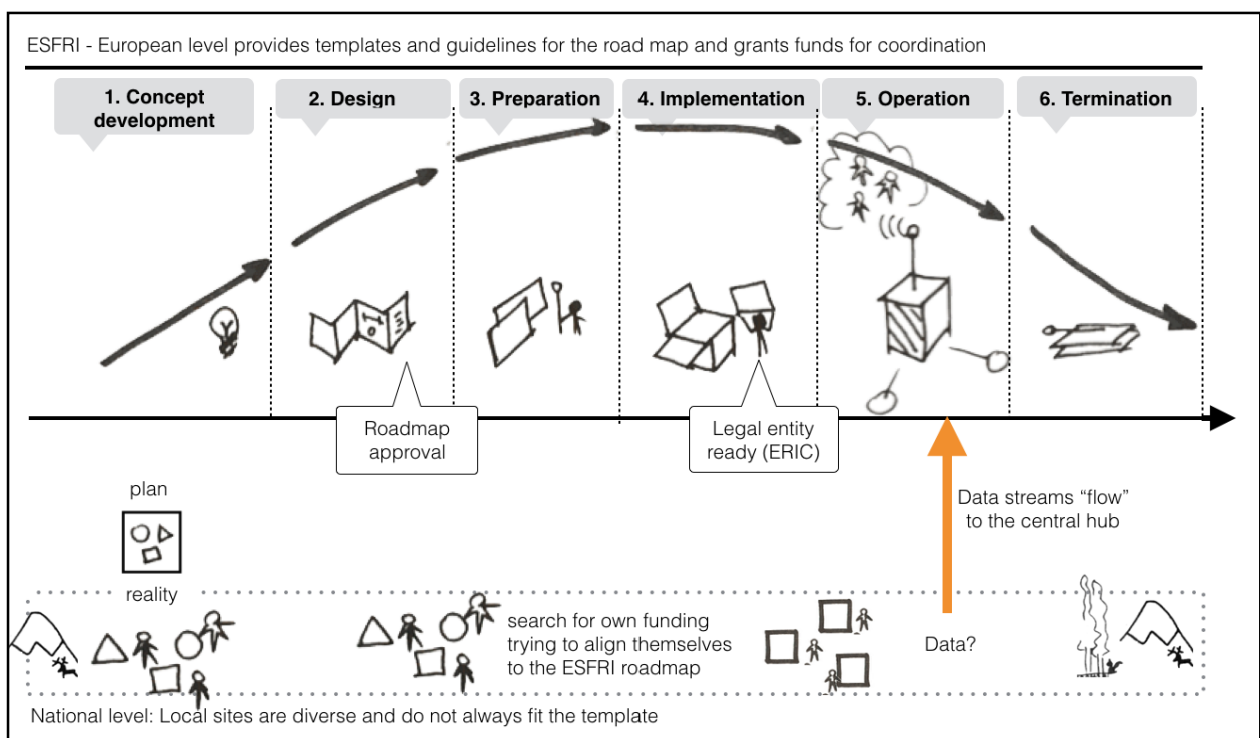 ESFRI - European level provides templates and guidelines for the road map and grants funds for coordination
1. Concept
development
2. Design
3. Preparation
4. Implementation
5. Operation
6. Termination
Roadmap
approval
Legal entity
ready (ERIC)
plan
Data streams “flow”
to the central hub
reality
search for own funding
trying to align themselves
to the ESFRI roadmap
Data?
National level: Local sites are diverse and do not always fit the template